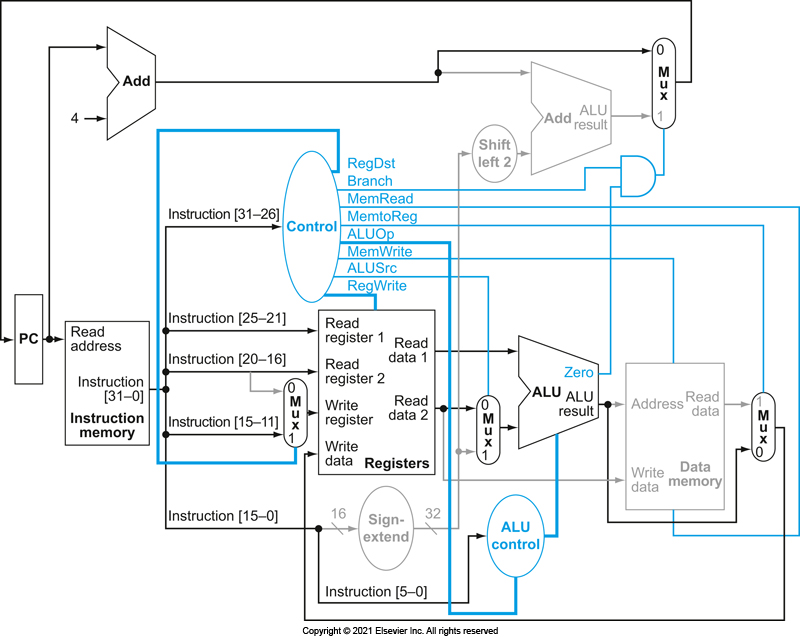 0
M
u
x
1
Add
ALU
Add result
4
Shift
left 2
RegDst
Branch
MemRead
MemtoReg
ALUOp
MemWrite
ALUSrc
RegWrite
Instruction [31–26]
Control
PC
Read
address
Instruction
[31–0]
Instruction
memory
Instruction [25–21]
Instruction [20–16]
Instruction [15–11]
0
M
u
x
1
Read
register 1
Read
register 2
Write
register
Write
data
Read
data 1
Read
data 2
Registers
0
M
u
x
1
Zero
ALU
ALU
result
Address
Read
data
Write
data
Data
memory
1
M
u
x
0
Instruction [15–0]
16
Sign-
extend
32
ALU
control
Instruction [5–0]
Copyright © 2021 Elsevier Inc. All rights reserved